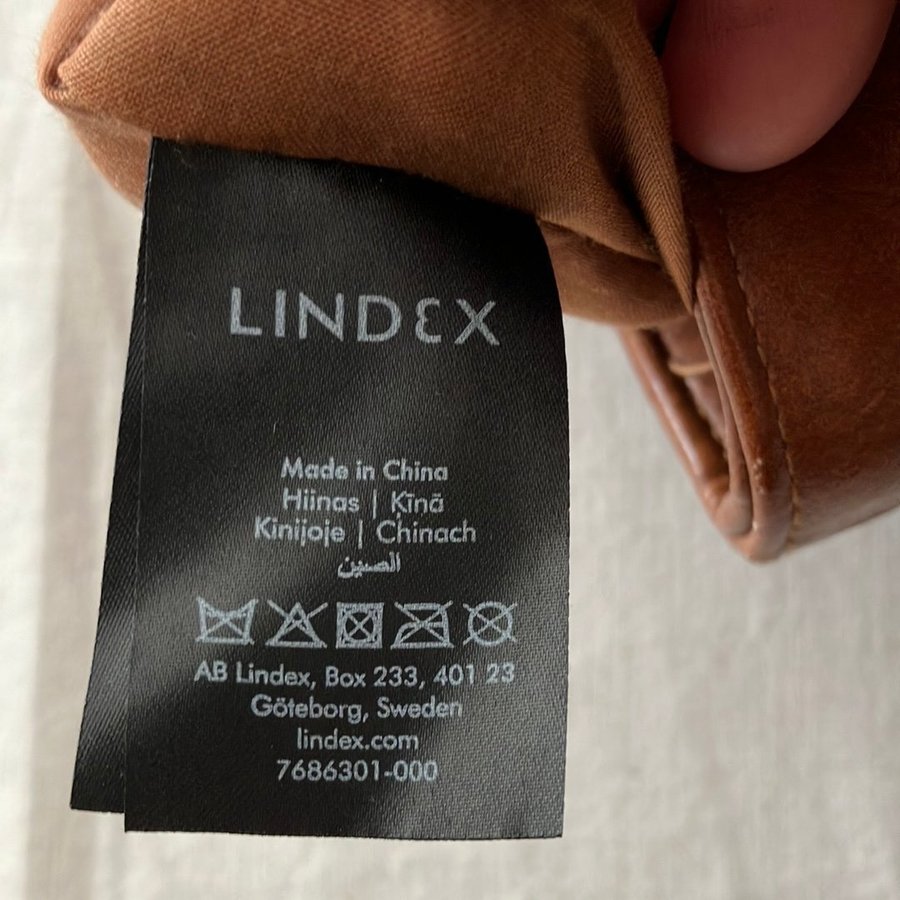 LINDEX
Made in China
Hiinas | Ķīnā
Kinijoje | Chinach
الصين
AB Lindex, Box 233, 401 23
Göteborg, Sweden
lindex.com
7686301-000